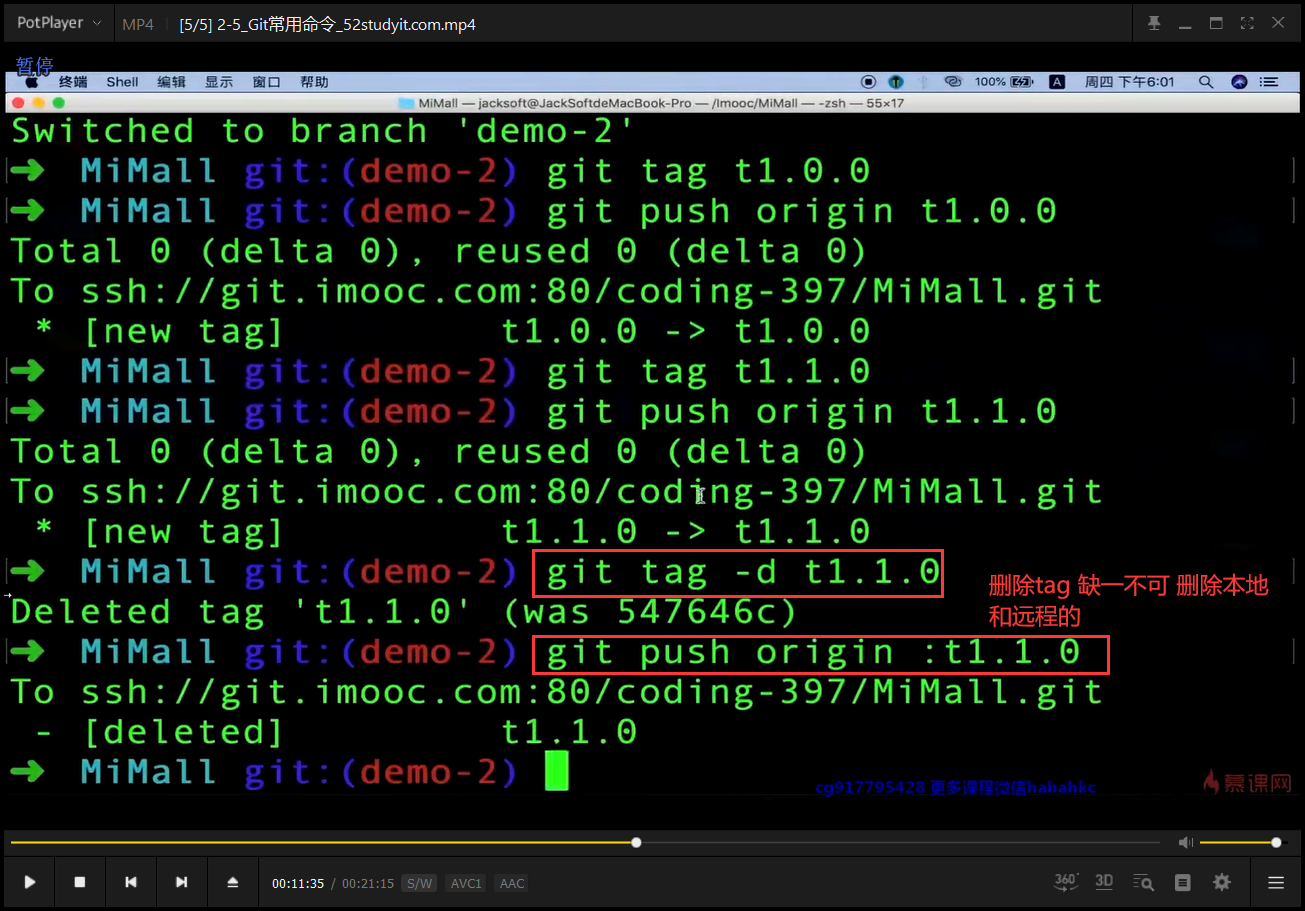 PotPlayer
MP4
[5/5] 2-5_Git常用命令_52studyit.com.mp4
暂停
终端 Shell 编辑 显示 窗口 帮助
100%
A
周四 下午6:01
MiMall — jacksoft@JackSoftdeMacBook-Pro — /Imooc/MiMall — -zsh — 55×17
Switched to branch 'demo-2'
➜ MiMall git:(demo-2) git tag t1.0.0
➜ MiMall git:(demo-2) git push origin t1.0.0
Total 0 (delta 0), reused 0 (delta 0)
To ssh://git.imooc.com:80/coding-397/MiMall.git
* [new tag] t1.0.0 -> t1.0.0
➜ MiMall git:(demo-2) git tag t1.1.0
➜ MiMall git:(demo-2) git push origin t1.1.0
Total 0 (delta 0), reused 0 (delta 0)
To ssh://git.imooc.com:80/coding-397/MiMall.git
* [new tag] t1.1.0 -> t1.1.0
➜ MiMall git:(demo-2) git tag -d t1.1.0
删除tag 缺一不可 删除本地
和远程的
Deleted tag 't1.1.0' (was 547646c)
➜ MiMall git:(demo-2) git push origin :t1.1.0
To ssh://git.imooc.com:80/coding-397/MiMall.git
- [deleted] t1.1.0
➜ MiMall git:(demo-2)
cg917795428 更多课程微信hahahkc
慕课网
00:11:35 / 00:21:15 S/W AVC1 AAC
360°
3D